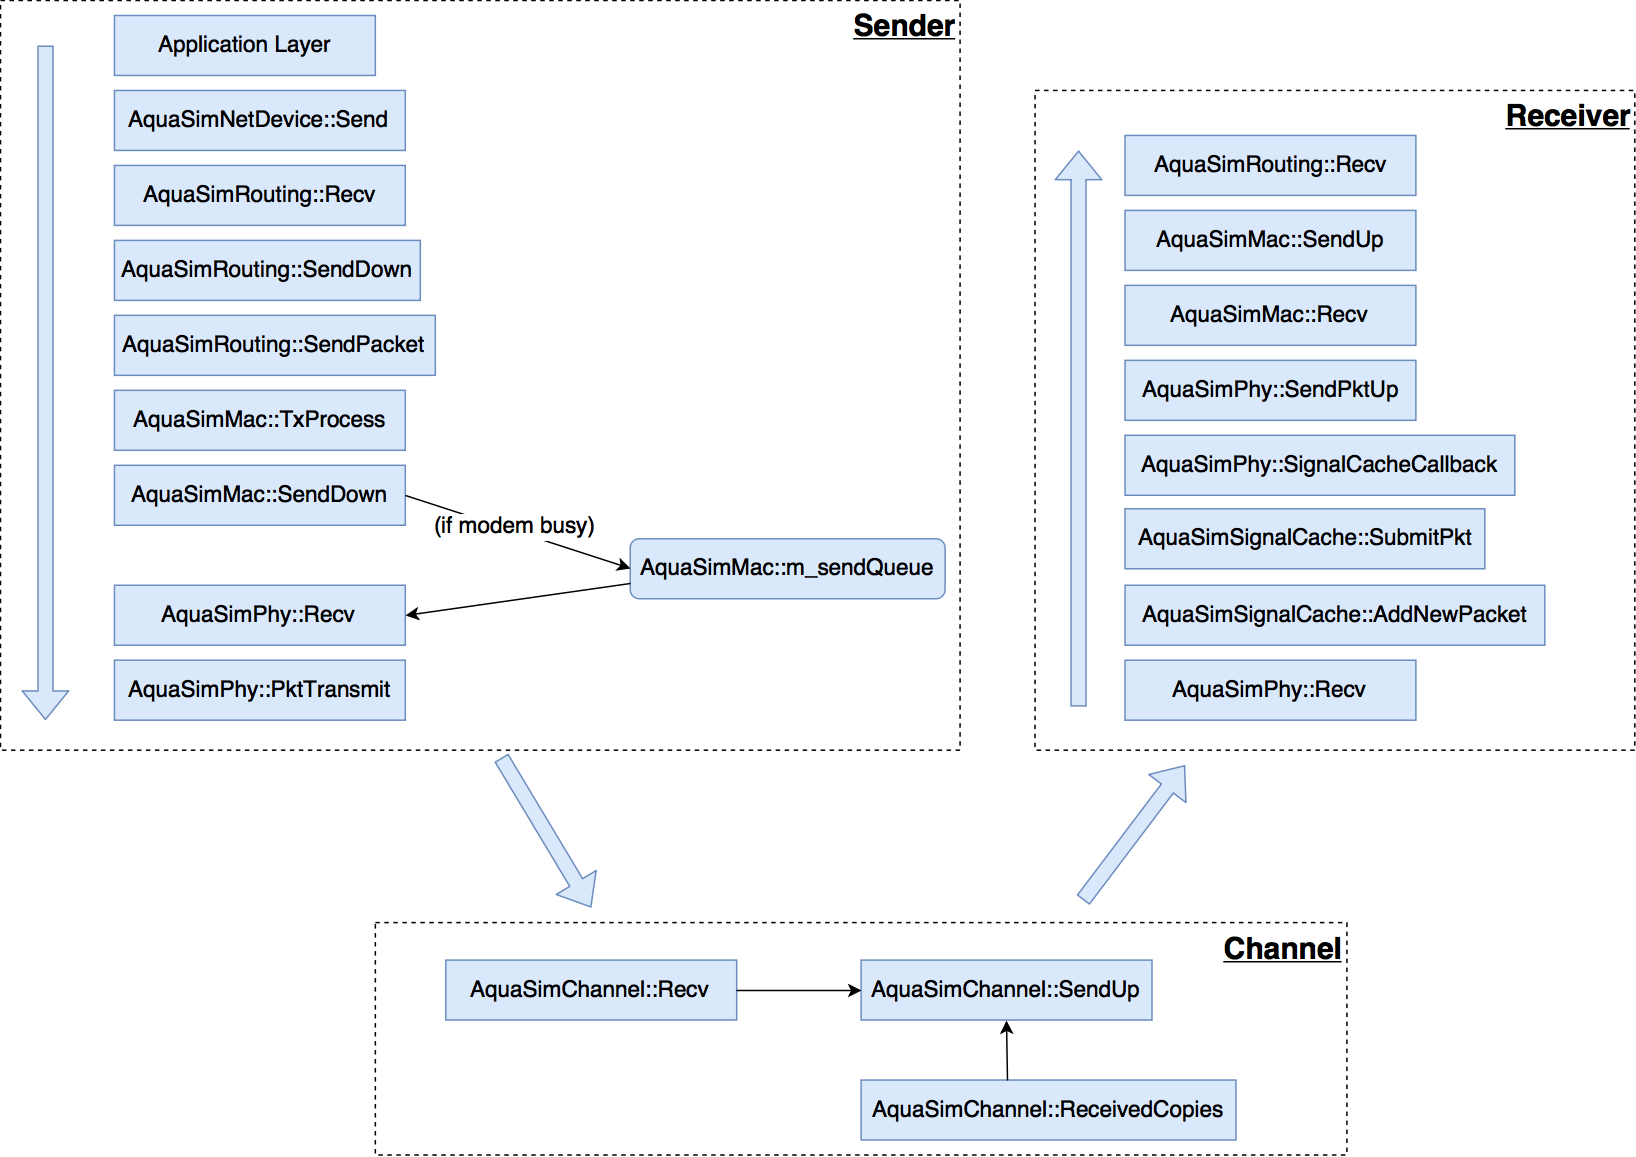 Sender
Application Layer
AquaSimNetDevice::Send
AquaSimRouting::Recv
AquaSimRouting::SendDown
AquaSimRouting::SendPacket
AquaSimMac::TxProcess
AquaSimMac::SendDown
(if modem busy)
AquaSimMac::m_sendQueue
AquaSimPhy::Recv
AquaSimPhy::PktTransmit
Receiver
AquaSimRouting::Recv
AquaSimMac::SendUp
AquaSimMac::Recv
AquaSimPhy::SendPktUp
AquaSimPhy::SignalCacheCallback
AquaSimSignalCache::SubmitPkt
AquaSimSignalCache::AddNewPacket
AquaSimPhy::Recv
Channel
AquaSimChannel::Recv
AquaSimChannel::SendUp
AquaSimChannel::ReceivedCopies